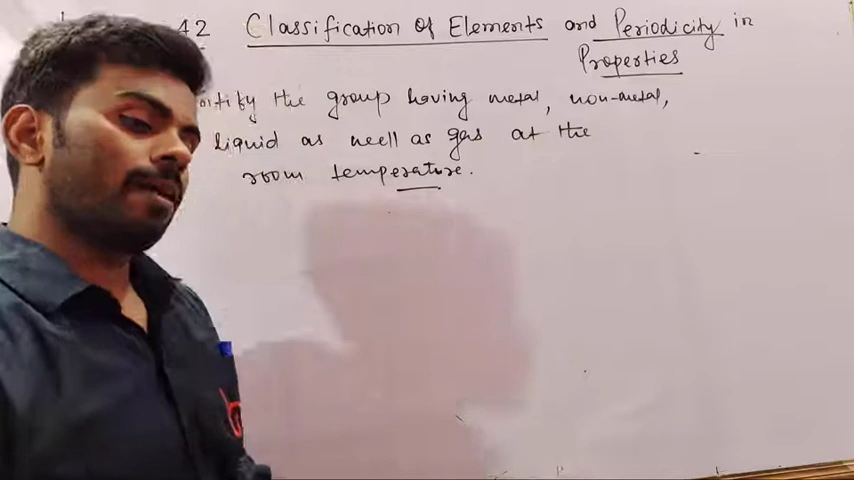 42 Classification of Elements and Periodicity in
Properties
the group having metal, non-metal,
liquid as well as gas at the
room temperature.